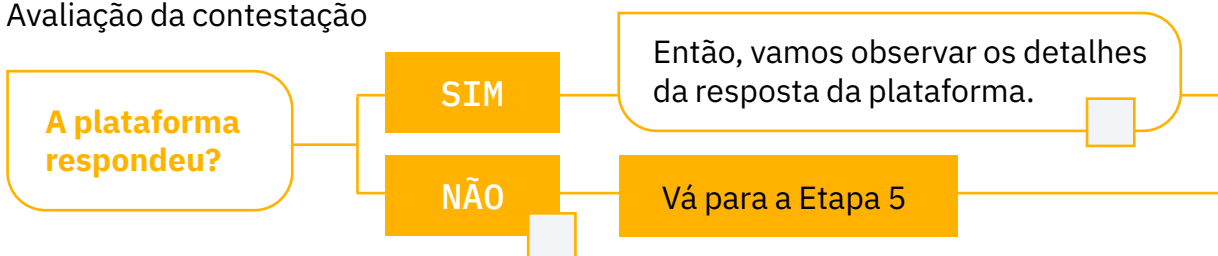 Avaliação da contestação
A plataforma
respondeu?
SIM
Então, vamos observar os detalhes
da resposta da plataforma.
NÃO
Vá para a Etapa 5